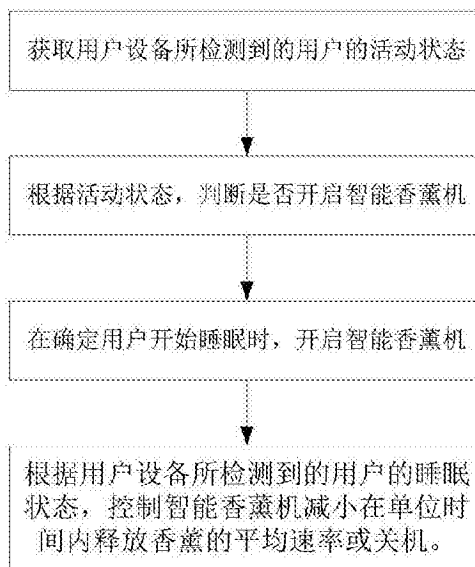 获取用户设备所检测到的用户的活动状态
根据活动状态，判断是否开启智能香薰机
在确定用户开始睡眠时，开启智能香薰机
根据用户设备所检测到的用户的睡眠
状态，控制智能香薰机减小在单位时
间内释放香薰的平均速率或关机。